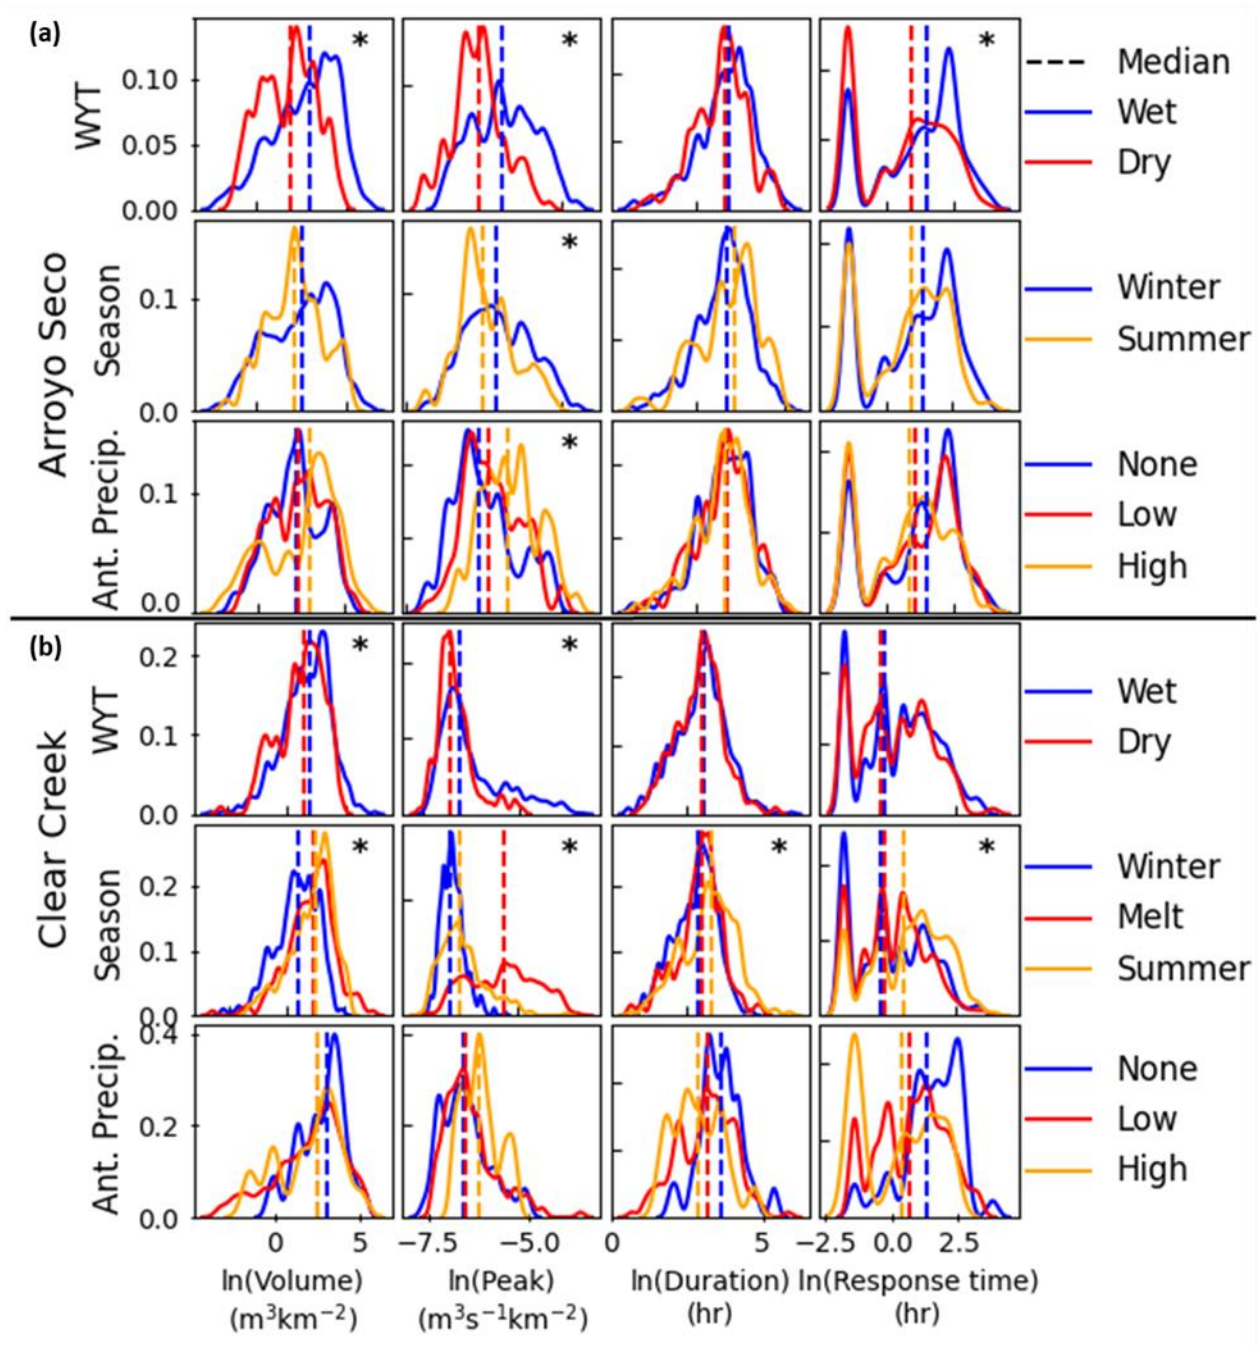 (a)
Arroyo Seco
WYT
0.10
0.05
0.00
*
*
*
Median
Wet
Dry
Season
0.1
0.0
*
Winter
Summer
Ant. Precip.
0.1
0.0
*
None
Low
High
(b)
Clear Creek
WYT
0.2
0.1
0.0
*
*
Wet
Dry
Season
0.2
0.1
0.0
*
*
*
*
Winter
Melt
Summer
Ant. Precip.
0.4
0.2
0.0
None
Low
High
0 5 −7.5 −5.0 0 5 −2.5 0.0 2.5
ln(Volume) ln(Peak) ln(Duration) ln(Response time)
(m³km⁻²) (m³s⁻¹km⁻²) (hr) (hr)